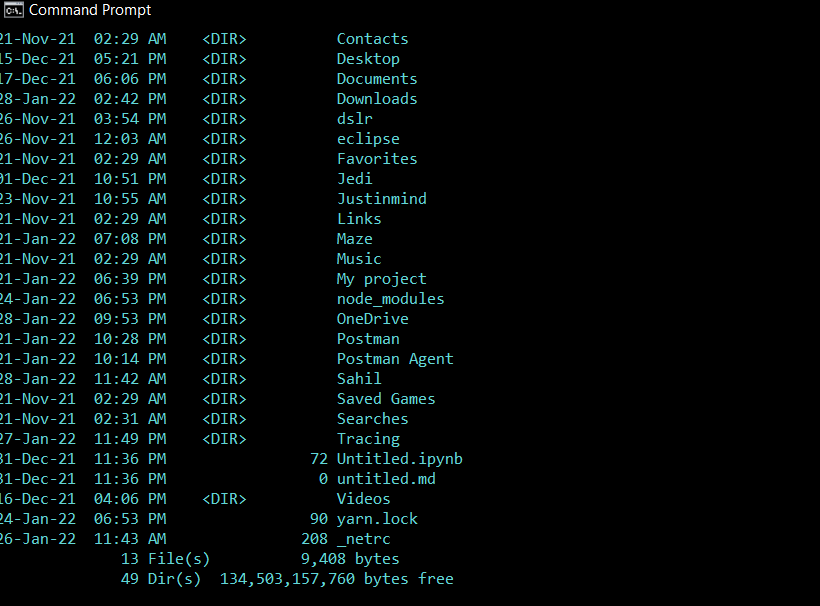 Command Prompt
21-Nov-21  02:29 AM    <DIR>          Contacts
15-Dec-21  05:21 PM    <DIR>          Desktop
17-Dec-21  06:06 PM    <DIR>          Documents
28-Jan-22  02:42 PM    <DIR>          Downloads
26-Nov-21  03:54 PM    <DIR>          dslr
26-Nov-21  12:03 AM    <DIR>          eclipse
21-Nov-21  02:29 AM    <DIR>          Favorites
01-Dec-21  10:51 PM    <DIR>          Jedi
23-Nov-21  10:55 AM    <DIR>          Justinmind
21-Nov-21  02:29 AM    <DIR>          Links
21-Jan-22  07:08 PM    <DIR>          Maze
21-Nov-21  02:29 AM    <DIR>          Music
21-Jan-22  06:39 PM    <DIR>          My project
24-Jan-22  06:53 PM    <DIR>          node_modules
28-Jan-22  09:53 PM    <DIR>          OneDrive
21-Jan-22  10:28 PM    <DIR>          Postman
21-Jan-22  10:14 PM    <DIR>          Postman Agent
28-Jan-22  11:42 AM    <DIR>          Sahil
21-Nov-21  02:29 AM    <DIR>          Saved Games
21-Nov-21  02:31 AM    <DIR>          Searches
27-Jan-22  11:49 PM    <DIR>          Tracing
31-Dec-21  11:36 PM                72 Untitled.ipynb
31-Dec-21  11:36 PM                 0 untitled.md
16-Dec-21  04:06 PM    <DIR>          Videos
24-Jan-22  06:53 PM                90 yarn.lock
26-Jan-22  11:43 AM               208 _netrc
13 File(s)          9,408 bytes
49 Dir(s)  134,503,157,760 bytes free